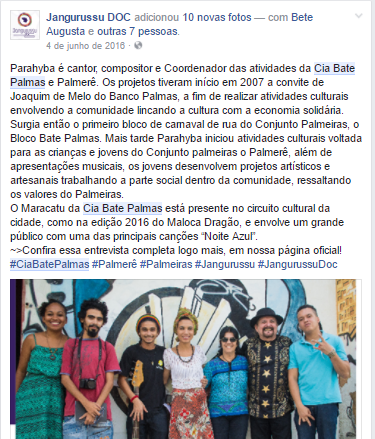 Jangurussu DOC adicionou 10 novas fotos — com Bete
Augusta e outras 7 pessoas.
4 de junho de 2016 ·
Parahyba é cantor, compositor e Coordenador das atividades da Cia Bate
Palmas e Palmerê. Os projetos tiveram início em 2007 a convite de
Joaquim de Melo do Banco Palmas, a fim de realizar atividades culturais
envolvendo a comunidade lincando a cultura com a economia solidária.
Surgia então o primeiro bloco de carnaval de rua do Conjunto Palmeiras, o
Bloco Bate Palmas. Mais tarde Parahyba iniciou atividades culturais voltada
para as crianças e jovens do Conjunto palmeiras o Palmerê, além de
apresentações musicais, os jovens desenvolvem projetos artísticos e
artesanais trabalhando a parte social dentro da comunidade, ressaltando
os valores do Palmeiras.
O Maracatu da Cia Bate Palmas está presente no circuito cultural da
cidade, como na edição 2016 do Maloca Dragão, e envolve um grande
público com uma das principais canções “Noite Azul”.
~>Confira essa entrevista completa logo mais, em nossa página oficial!
#CiaBatePalmas #Palmerê #Palmeiras #Jangurussu #JangurussuDoc